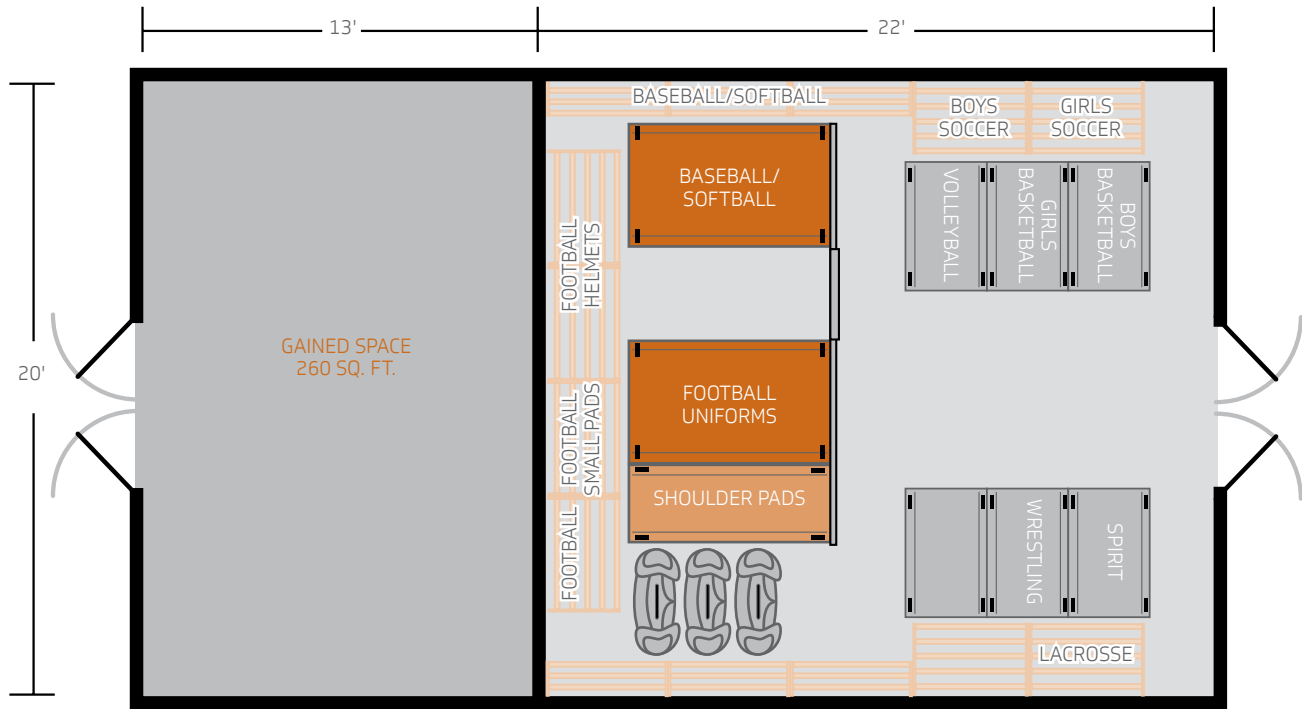 13'
22'
20'
GAINED SPACE
260 SQ. FT.
BASEBALL/SOFTBALL
BOYS
SOCCER
GIRLS
SOCCER
BASEBALL/
SOFTBALL
VOLLEYBALL
GIRLS
BASKETBALL
BOYS
BASKETBALL
FOOTBALL
HELMETS
FOOTBALL
UNIFORMS
FOOTBALL
SMALL PADS
SHOULDER PADS
FOOTBALL
WRESTLING
SPIRIT
LACROSSE